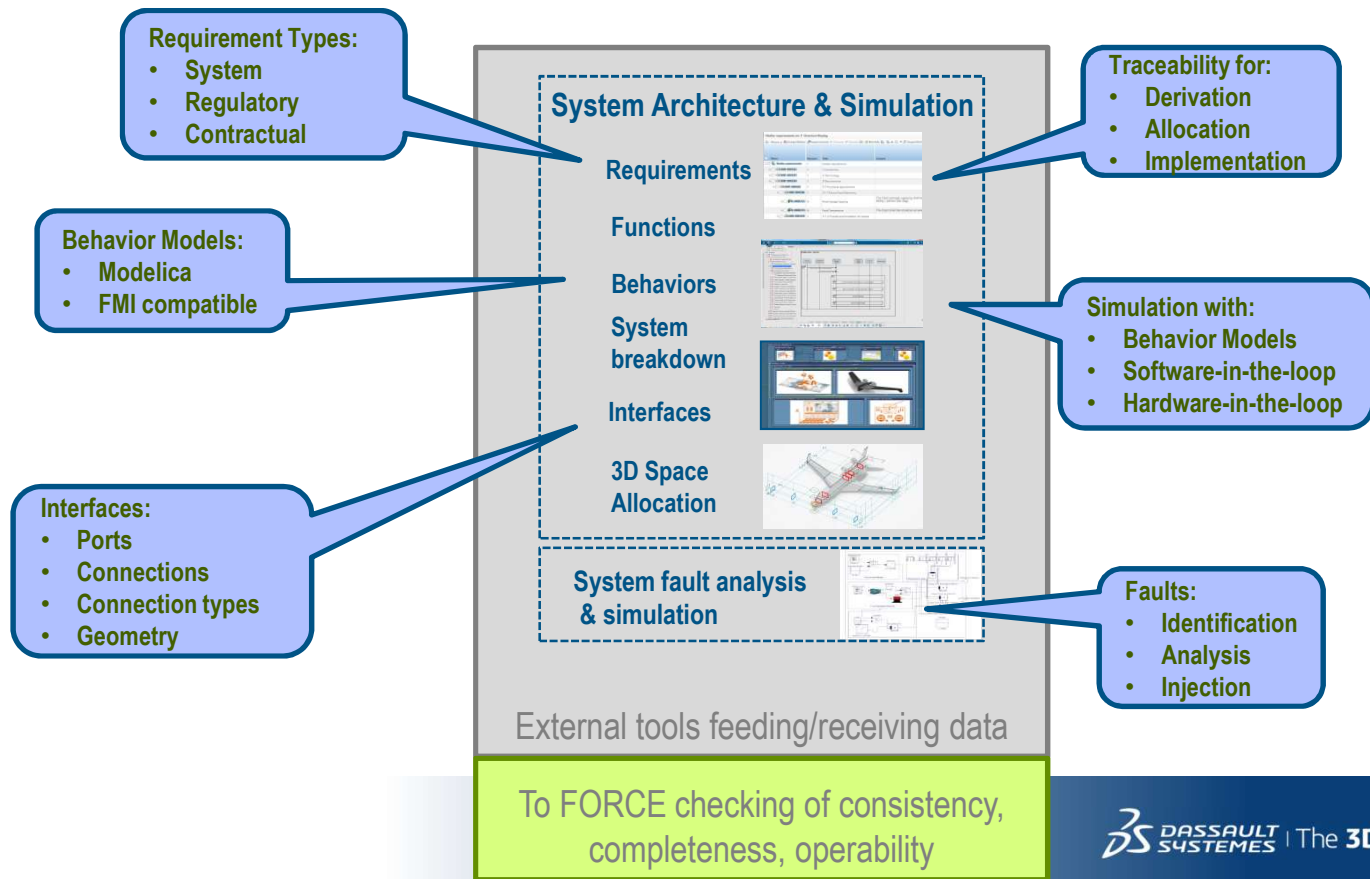 Requirement Types:
• System
• Regulatory
• Contractual
Behavior Models:
• Modelica
• FMI compatible
Interfaces:
• Ports
• Connections
• Connection types
• Geometry
System Architecture & Simulation
Requirements
Functions
Behaviors
System
breakdown
Interfaces
3D Space
Allocation
System fault analysis
& simulation
External tools feeding/receiving data
To FORCE checking of consistency,
completeness, operability
Traceability for:
• Derivation
• Allocation
• Implementation
Simulation with:
• Behavior Models
• Software-in-the-loop
• Hardware-in-the-loop
Faults:
• Identification
• Analysis
• Injection
DASSAULT
SYSTEMES | The 3D